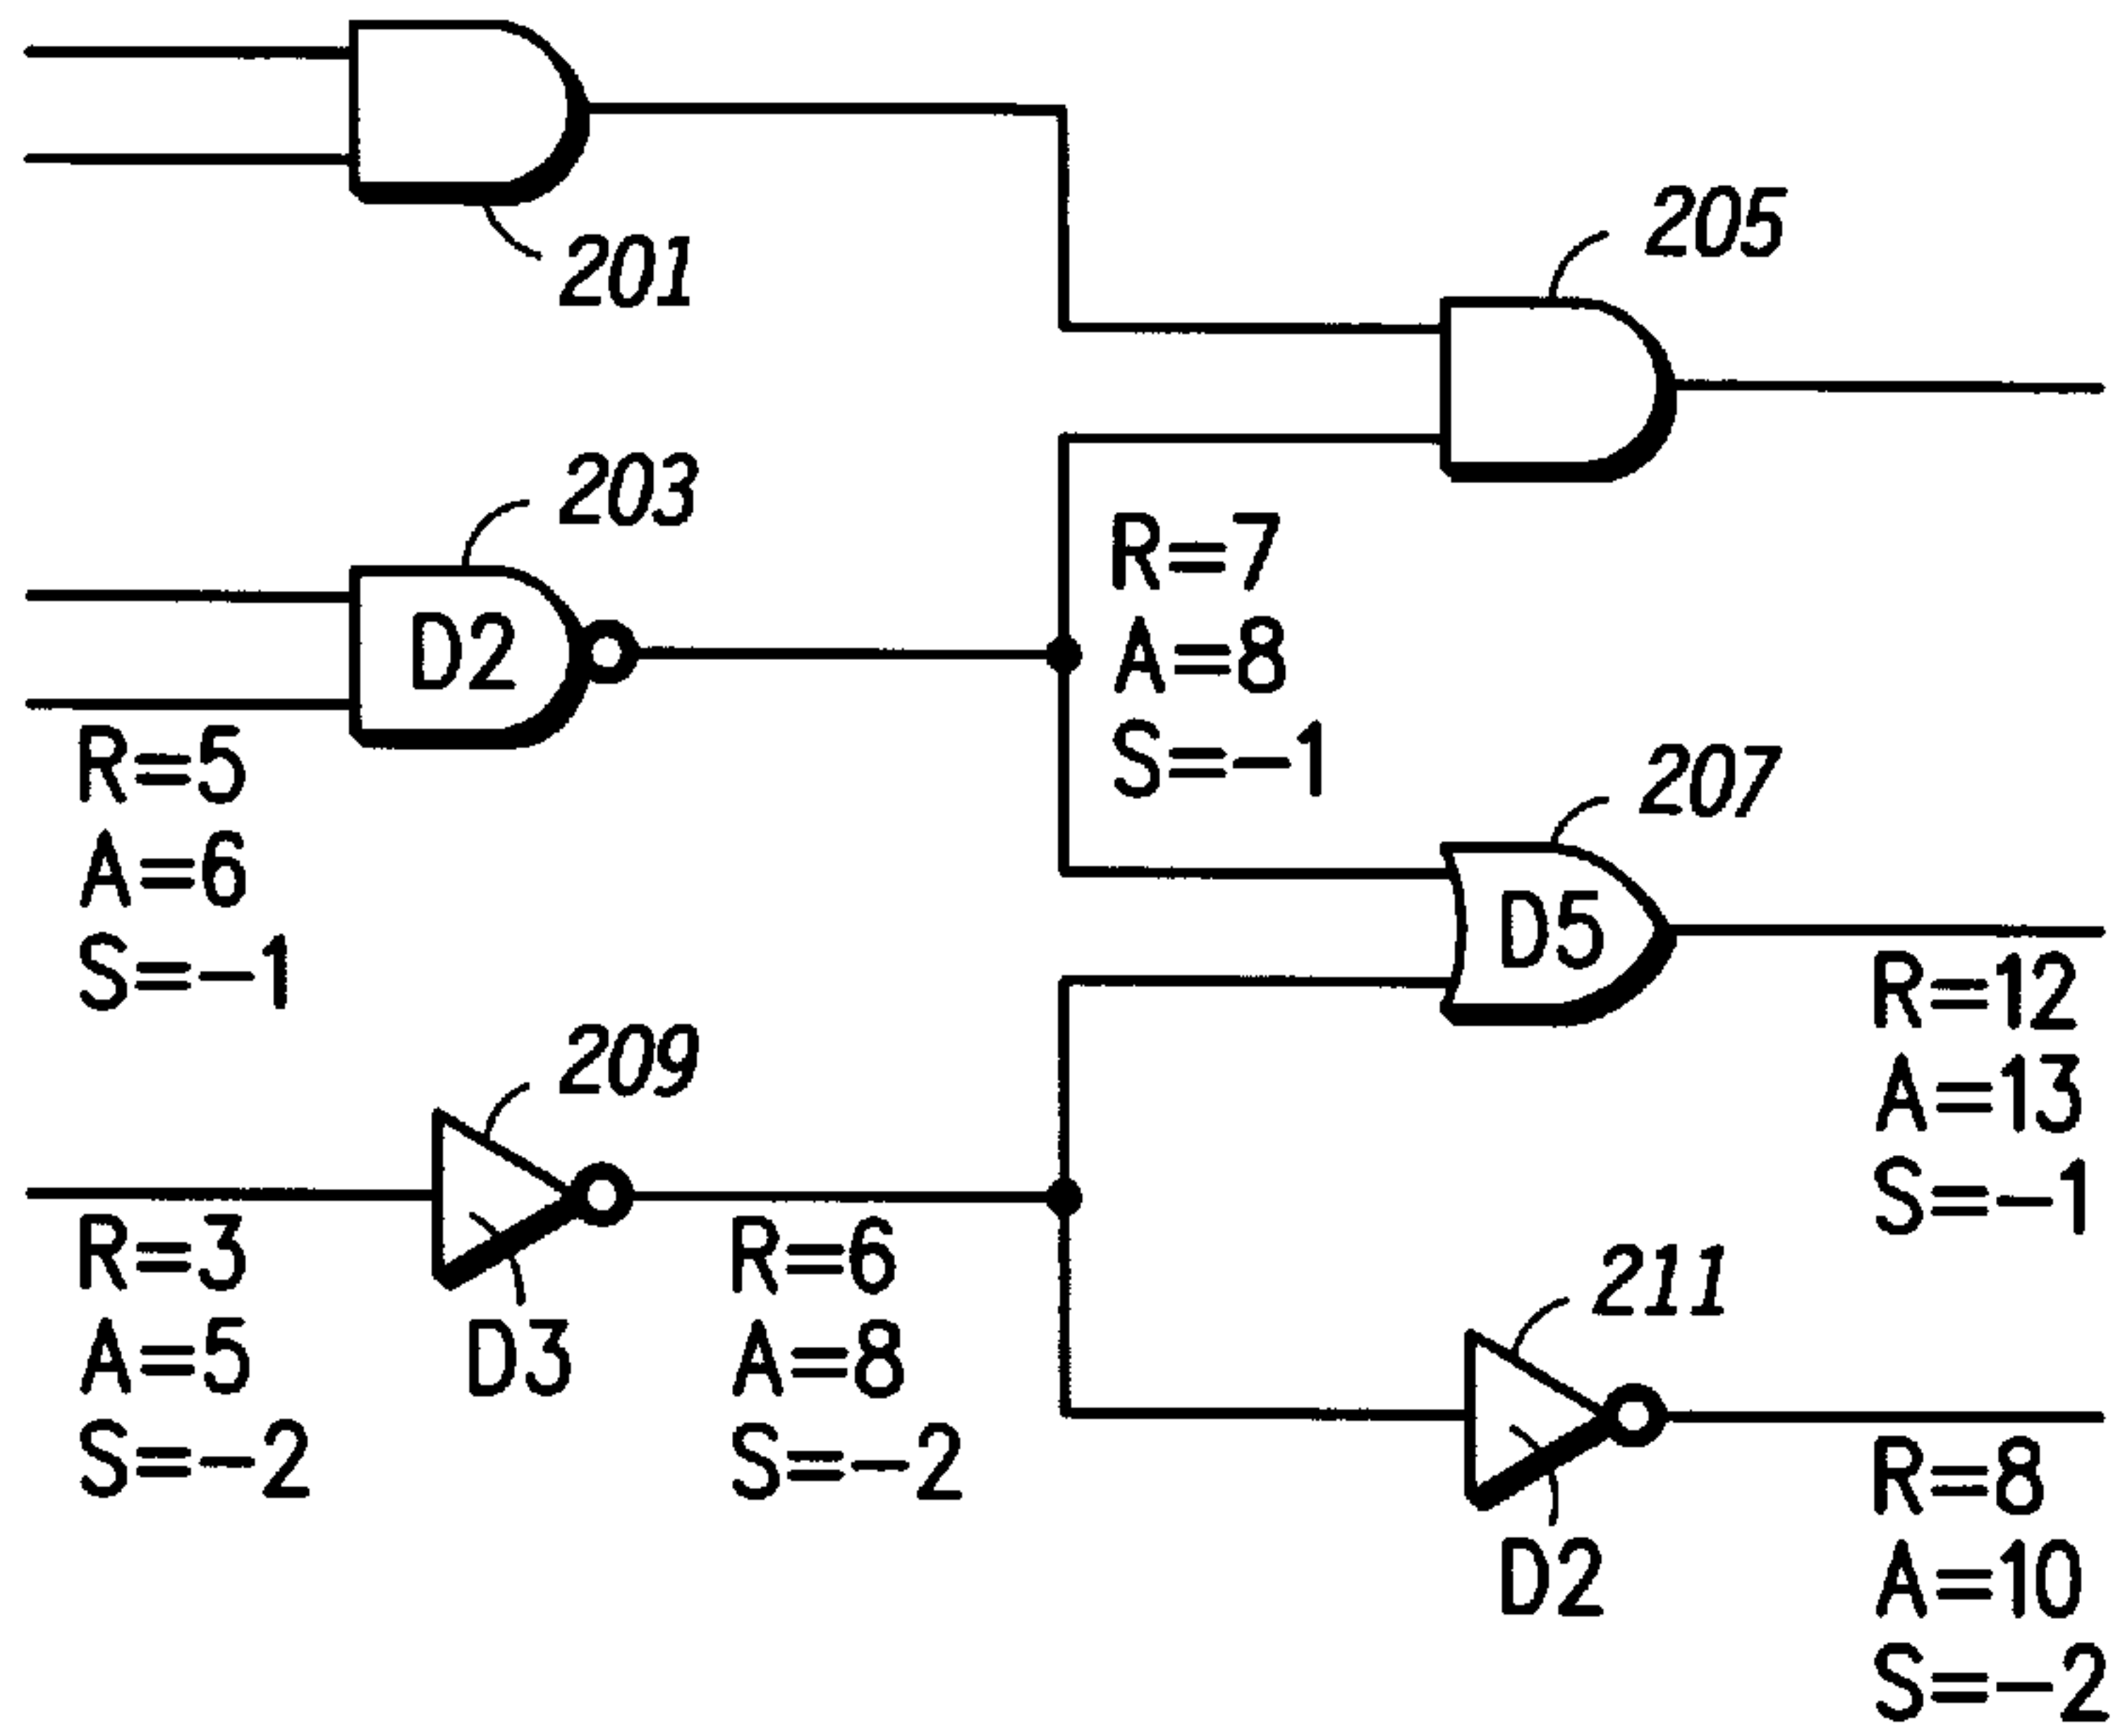 201
205
203
D2
R=7
A=8
S=-1
R=5
A=6
S=-1
207
D5
R=12
A=13
S=-1
209
D3
R=3
A=5
S=-2
R=6
A=8
S=-2
211
D2
R=8
A=10
S=-2